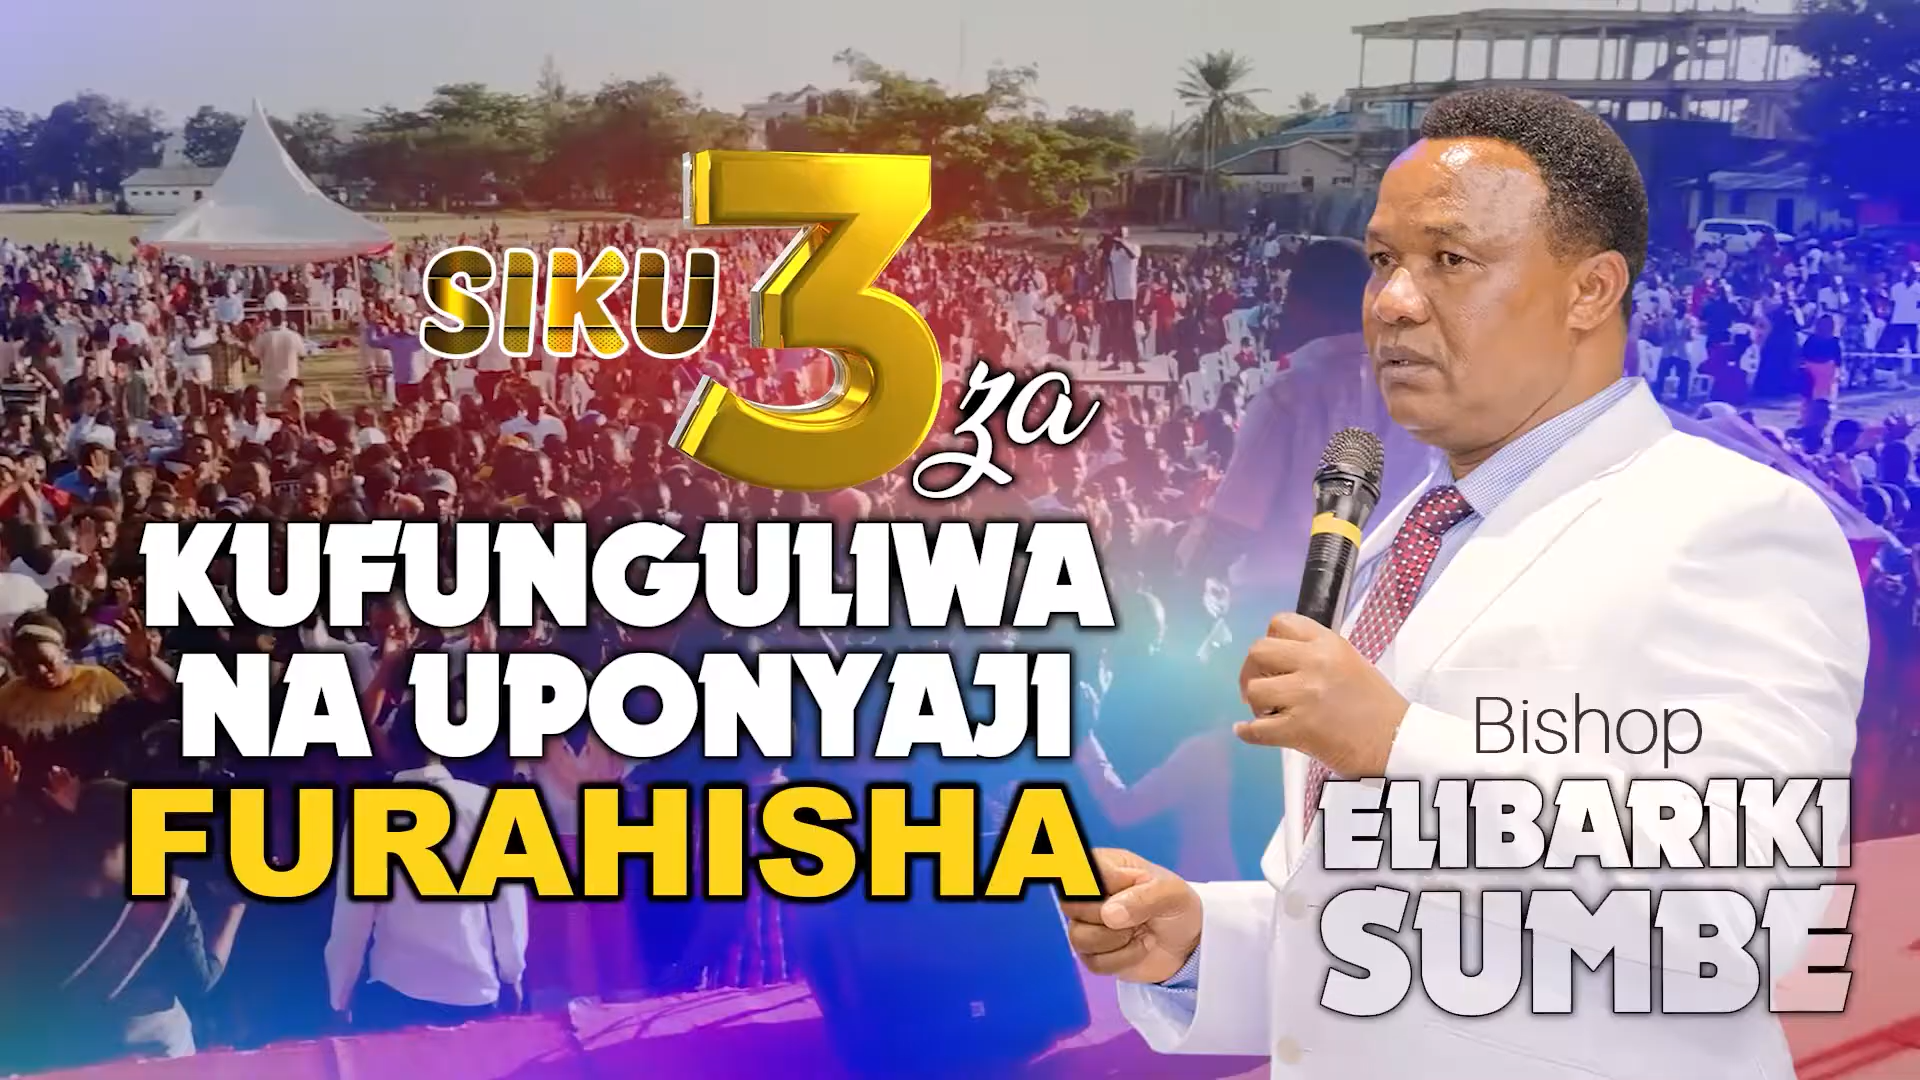 SIKU 3 za
KUFUNGULIWA
NA UPONYAJI
FURAHISHA
Bishop
ELIBARIKI
SUMBE